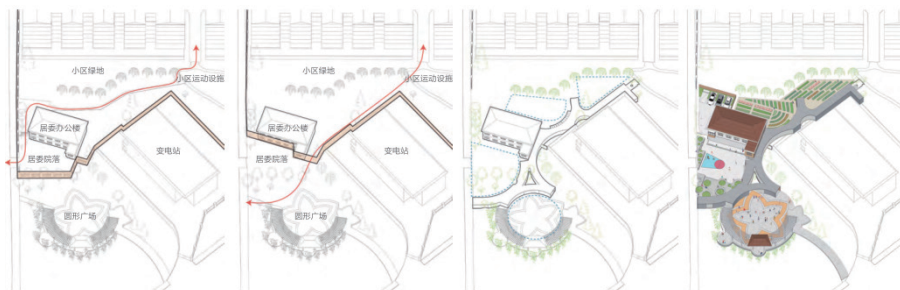 小区绿地
小区运动设施
居委办公楼
居委院落
变电站
圆形广场
小区绿地
小区运动设施
居委办公楼
居委院落
变电站
圆形广场